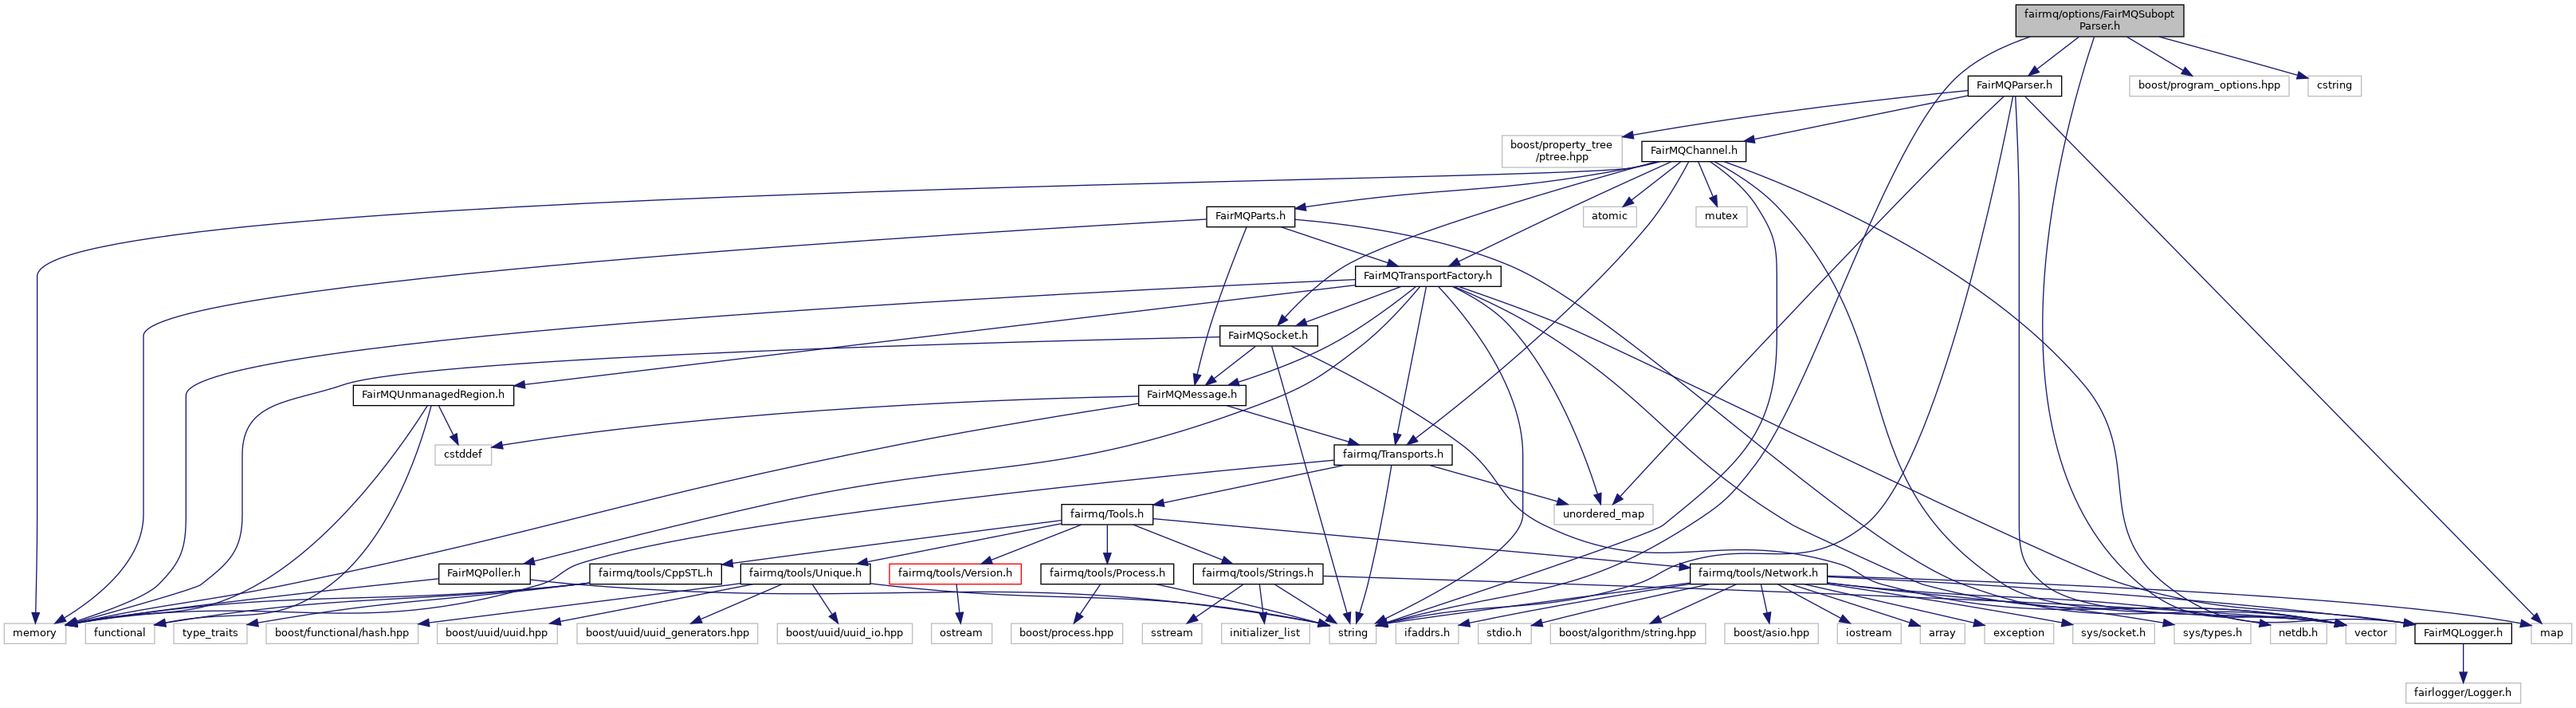 fairmq/options/FairMQSubopt
Parser.h
FairMQParser.h
boost/program_options.hpp
cstring
boost/property_tree
/ptree.hpp
FairMQChannel.h
FairMQParts.h
atomic
mutex
FairMQTransportFactory.h
FairMQSocket.h
FairMQUnmanagedRegion.h
FairMQMessage.h
cstddef
fairmq/Transports.h
fairmq/Tools.h
unordered_map
FairMQPoller.h
fairmq/tools/CppSTL.h
fairmq/tools/Unique.h
fairmq/tools/Version.h
fairmq/tools/Process.h
fairmq/tools/Strings.h
fairmq/tools/Network.h
memory
functional
type_traits
boost/functional/hash.hpp
boost/uuid/uuid.hpp
boost/uuid/uuid_generators.hpp
boost/uuid/uuid_io.hpp
ostream
boost/process.hpp
sstream
initializer_list
string
ifaddrs.h
stdio.h
boost/algorithm/string.hpp
boost/asio.hpp
iostream
array
exception
sys/socket.h
sys/types.h
netdb.h
vector
FairMQLogger.h
map
fairlogger/Logger.h